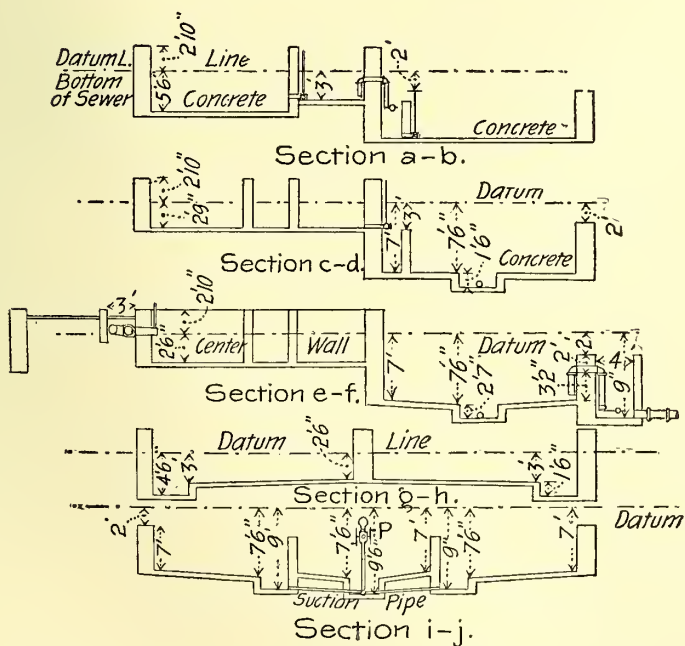 2'10"
2'
Datum L. Line
Bottom
of Sewer
5'6" Concrete 3' Concrete
Section a-b.
2'10"
Datum
2'9" 7' 3' 7'6" 1'6" 2'
Concrete
Section c-d.
3' 2'10"
2'6" Center Wall 7' 7'6" 2'7" Datum 3'2" 2' 2' 4' 9'
Section e-f.
Datum 2'6" Line
4'6" 3' 3' 1'6"
Section g-h.
Datum
2' 7' 7'6" 9' 7'6" P 9'6" 7' 3' 9' 7'6" 7'
Suction Pipe
Section i-j.